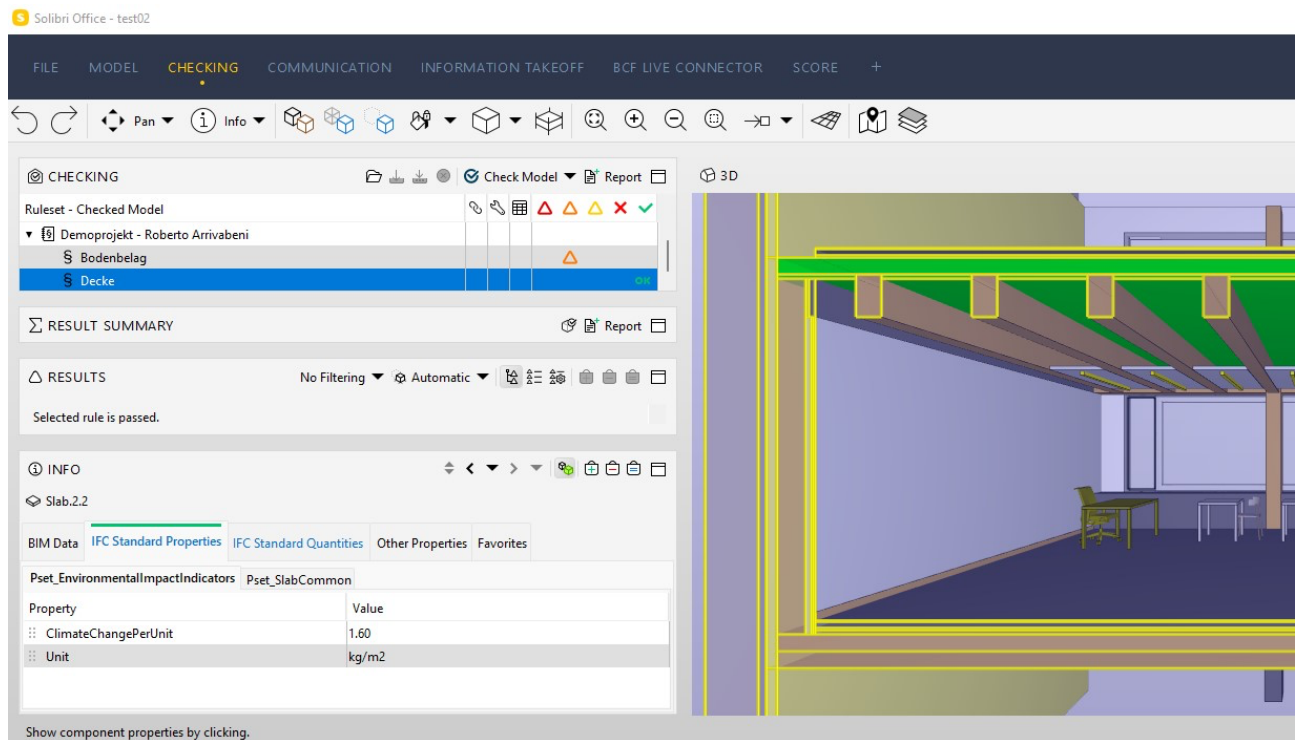 Solibri Office - test02
FILE MODEL CHECKING COMMUNICATION INFORMATION TAKEOFF BCF LIVE CONNECTOR SCORE +
Pan Info
CHECKING Check Model Report
3D
Ruleset - Checked Model
Demoprojekt - Roberto Arrivabeni
§ Bodenbelag
§ Decke OK
RESULT SUMMARY Report
RESULTS No Filtering Automatic
Selected rule is passed.
INFO
Slab.2.2
BIM Data IFC Standard Properties IFC Standard Quantities Other Properties Favorites
Pset_EnvironmentalImpactIndicators Pset_SlabCommon
Property Value
ClimateChangePerUnit 1.60
Unit kg/m2
Show component properties by clicking.